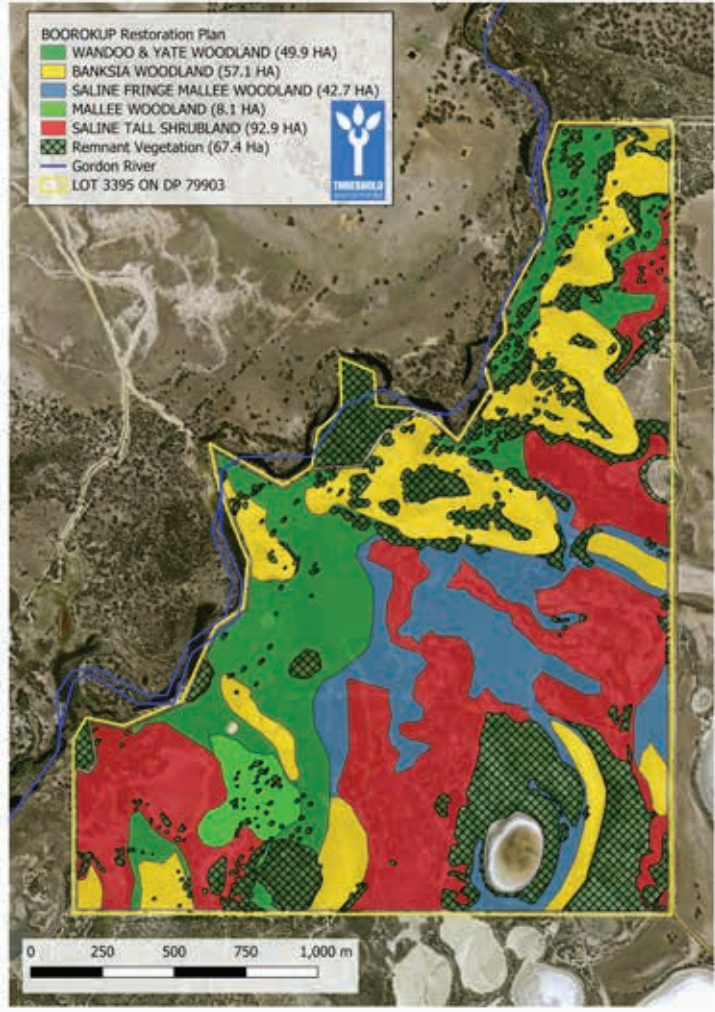 BOOROKUP Restoration Plan
WANDOO & YATE WOODLAND (49.9 HA)
BANKSIA WOODLAND (57.1 HA)
SALINE FRINGE MALLEE WOODLAND (42.7 HA)
MALLEE WOODLAND (8.1 HA)
SALINE TALL SHRUBLAND (92.9 HA)
Remnant Vegetation (67.4 Ha)
Gordon River
LOT 3395 ON DP 79903
THRESHOLD
0 250 500 750 1,000 m